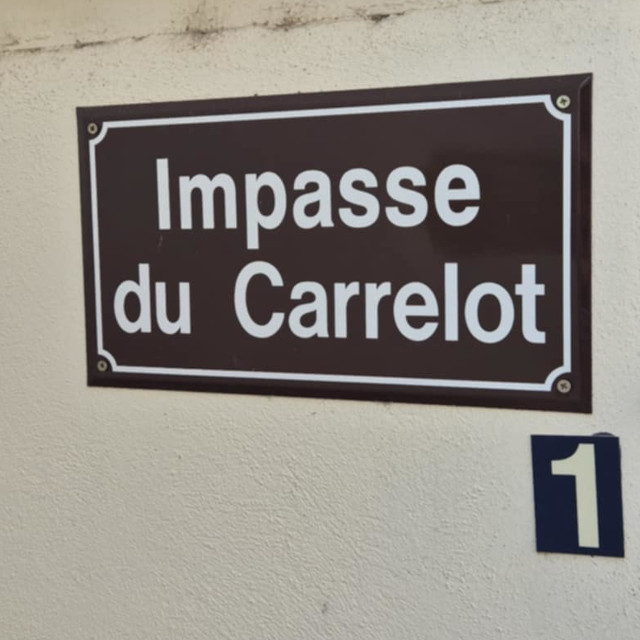 Impasse
du Carrelot
1